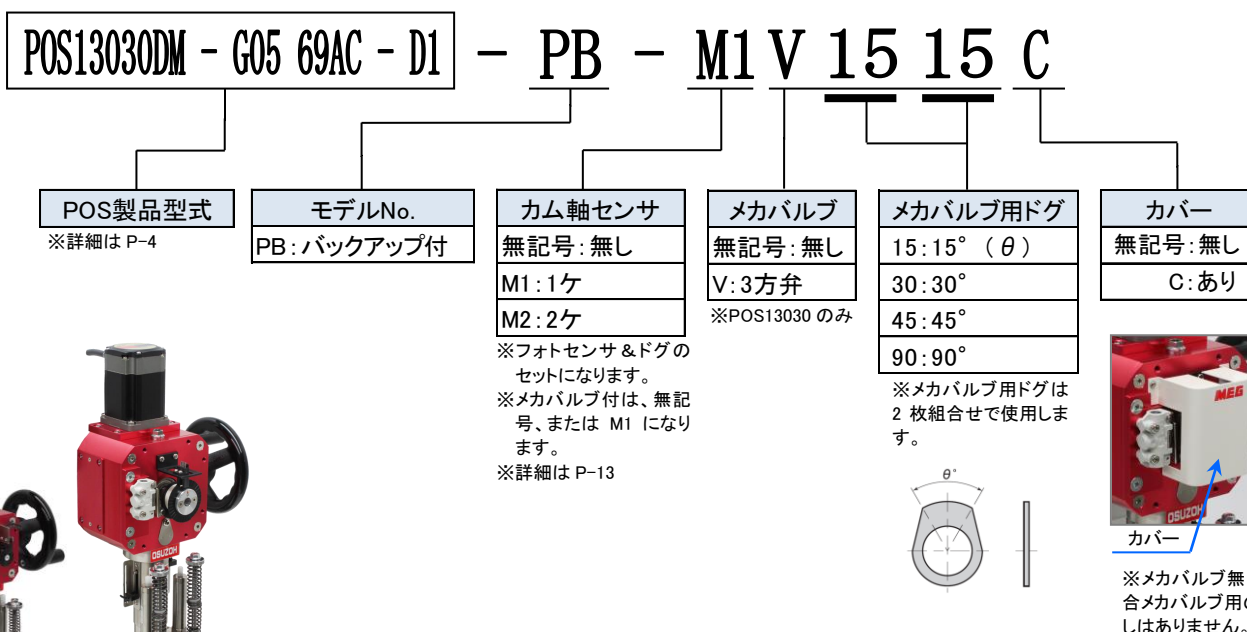 POS13030DM - G05 69AC - D1 - PB - M1 V 15 15 C
POS製品型式
※詳細は P-4
モデルNo.
PB：バックアップ付
カム軸センサ
無記号：無し
M1：1ケ
M2：2ケ
※フォトセンサ＆ドグの
セットになります。
※メカバルブ付は、無記
号、または M1 になり
ます。
※詳細は P-13
メカバルブ
無記号：無し
V：3方弁
※POS13030 のみ
メカバルブ用ドグ
15：15°（θ）
30：30°
45：45°
90：90°
※メカバルブ用ドグは
2 枚組合せで使用しま
す。
θ°
カバー
無記号：無し
C：あり
MEG
OSUZOH
カバー
※メカバルブ無
合メカバルブ用の
しはありません。
OSUZOH